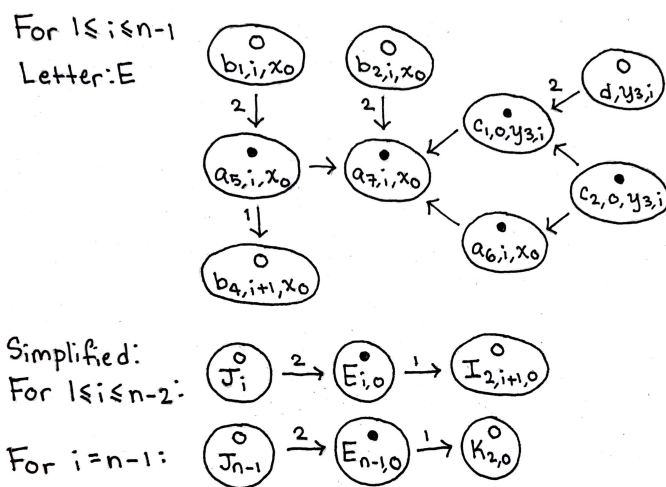 For 1≤i≤n-1
Letter: E
b1,i,x0
b2,i,x0
2
2
2
d,y3,i
c1,0,y3,i
a5,i,x0
a7,i,x0
c2,0,y3,i
1
a6,i,x0
b4,i+1,x0
Simplified:
For 1≤i≤n-2:
Ji 2 Ei,0 1 I2,i+1,0
For i=n-1:
Jn-1 2 En-1,0 1 K2,0